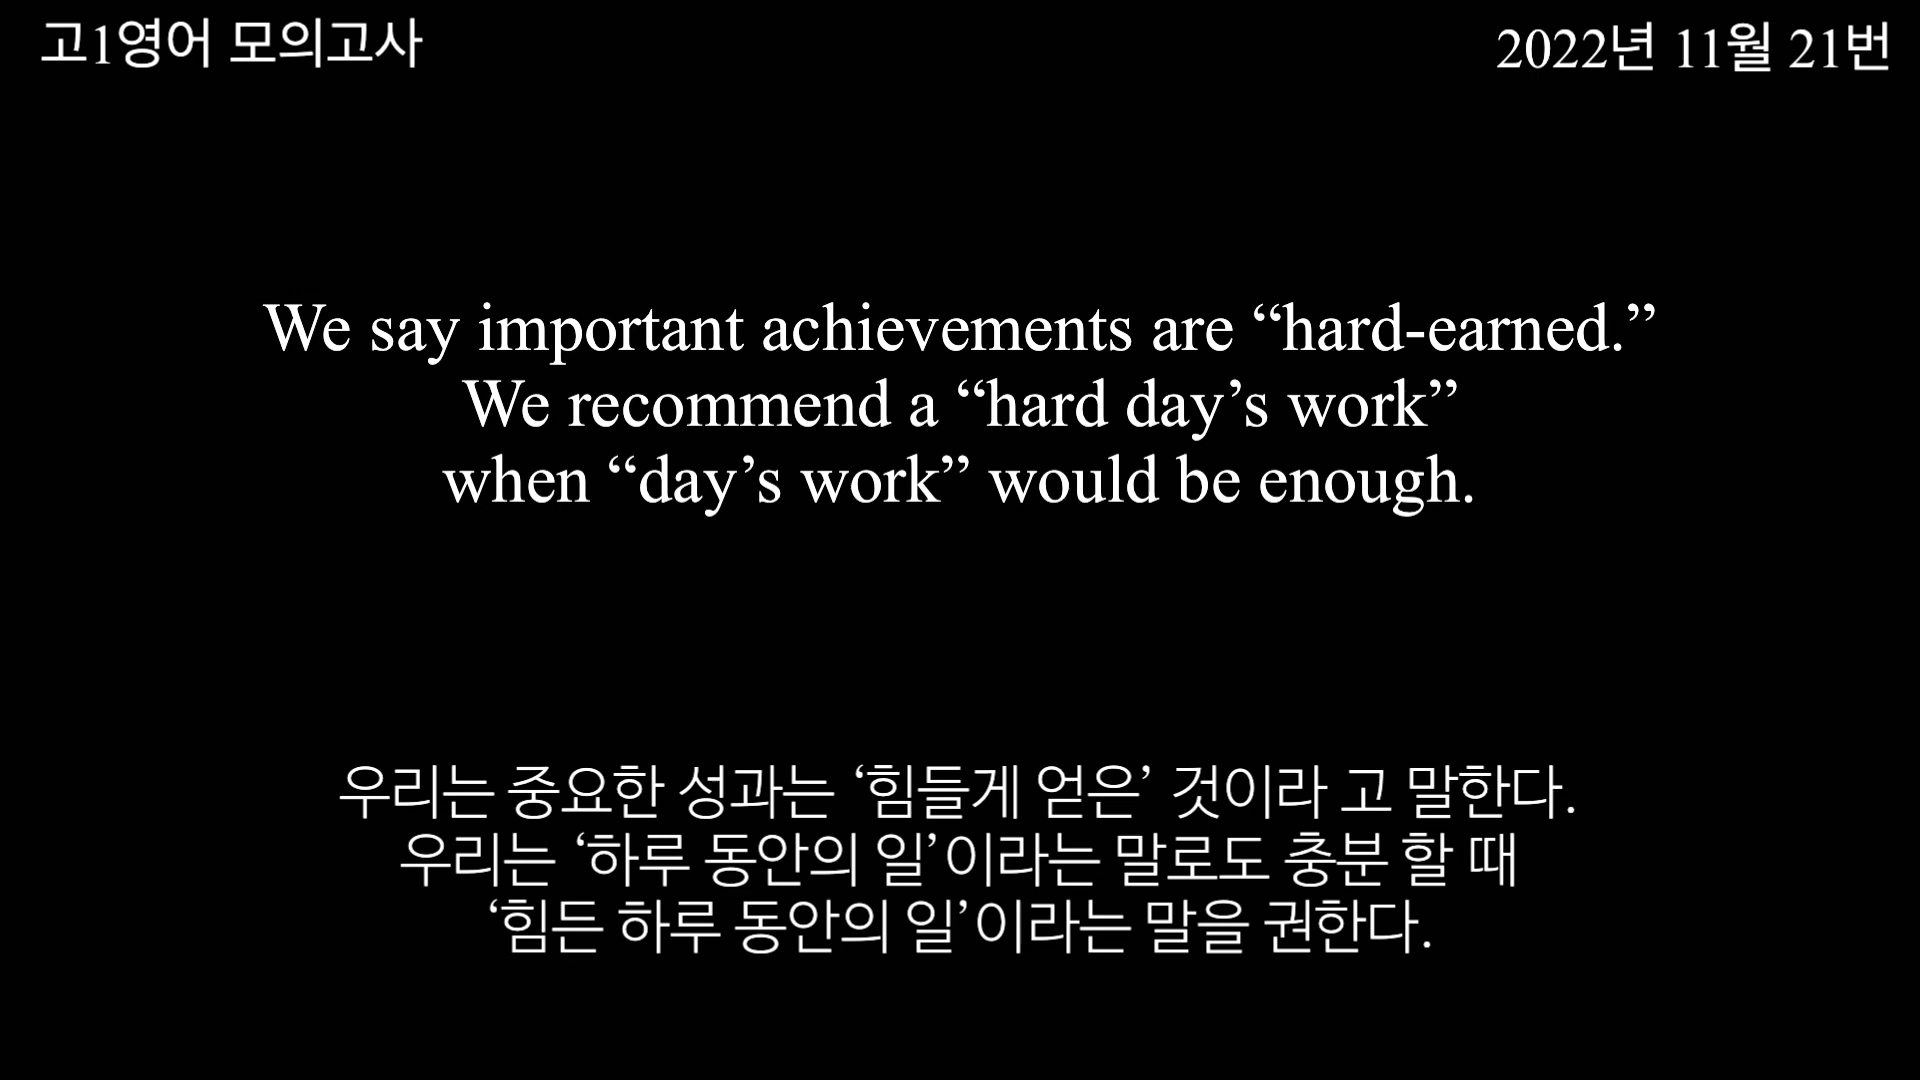 고1영어 모의고사
2022년 11월 21번
We say important achievements are “hard-earned.”
We recommend a “hard day’s work”
when “day’s work” would be enough.
우리는 중요한 성과는 ‘힘들게 얻은’ 것이라 고 말한다.
우리는 ‘하루 동안의 일’이라는 말로도 충분 할 때
‘힘든 하루 동안의 일’이라는 말을 권한다.